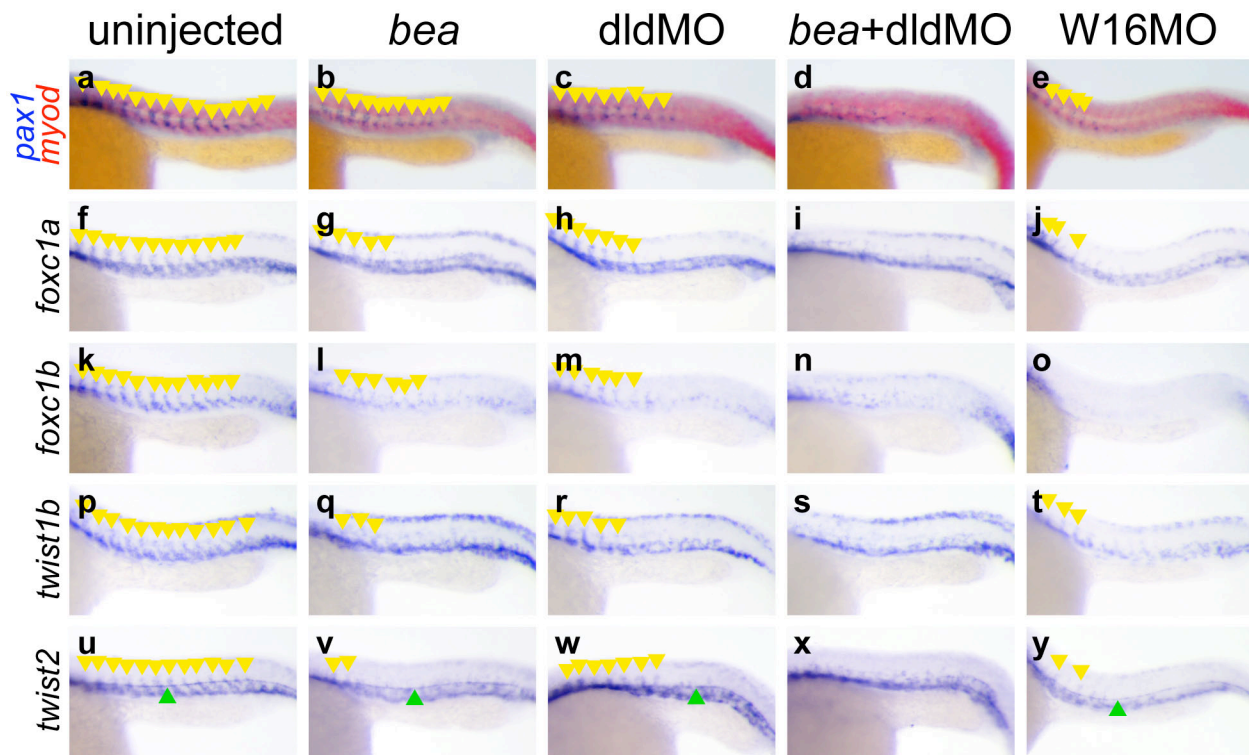 uninjected bea dldMO bea+dldMO W16MO
pax1
myod
a b c d e
foxc1a
f g h i j
foxc1b
k l m n o
twist1b
p q r s t
twist2
u v w x y